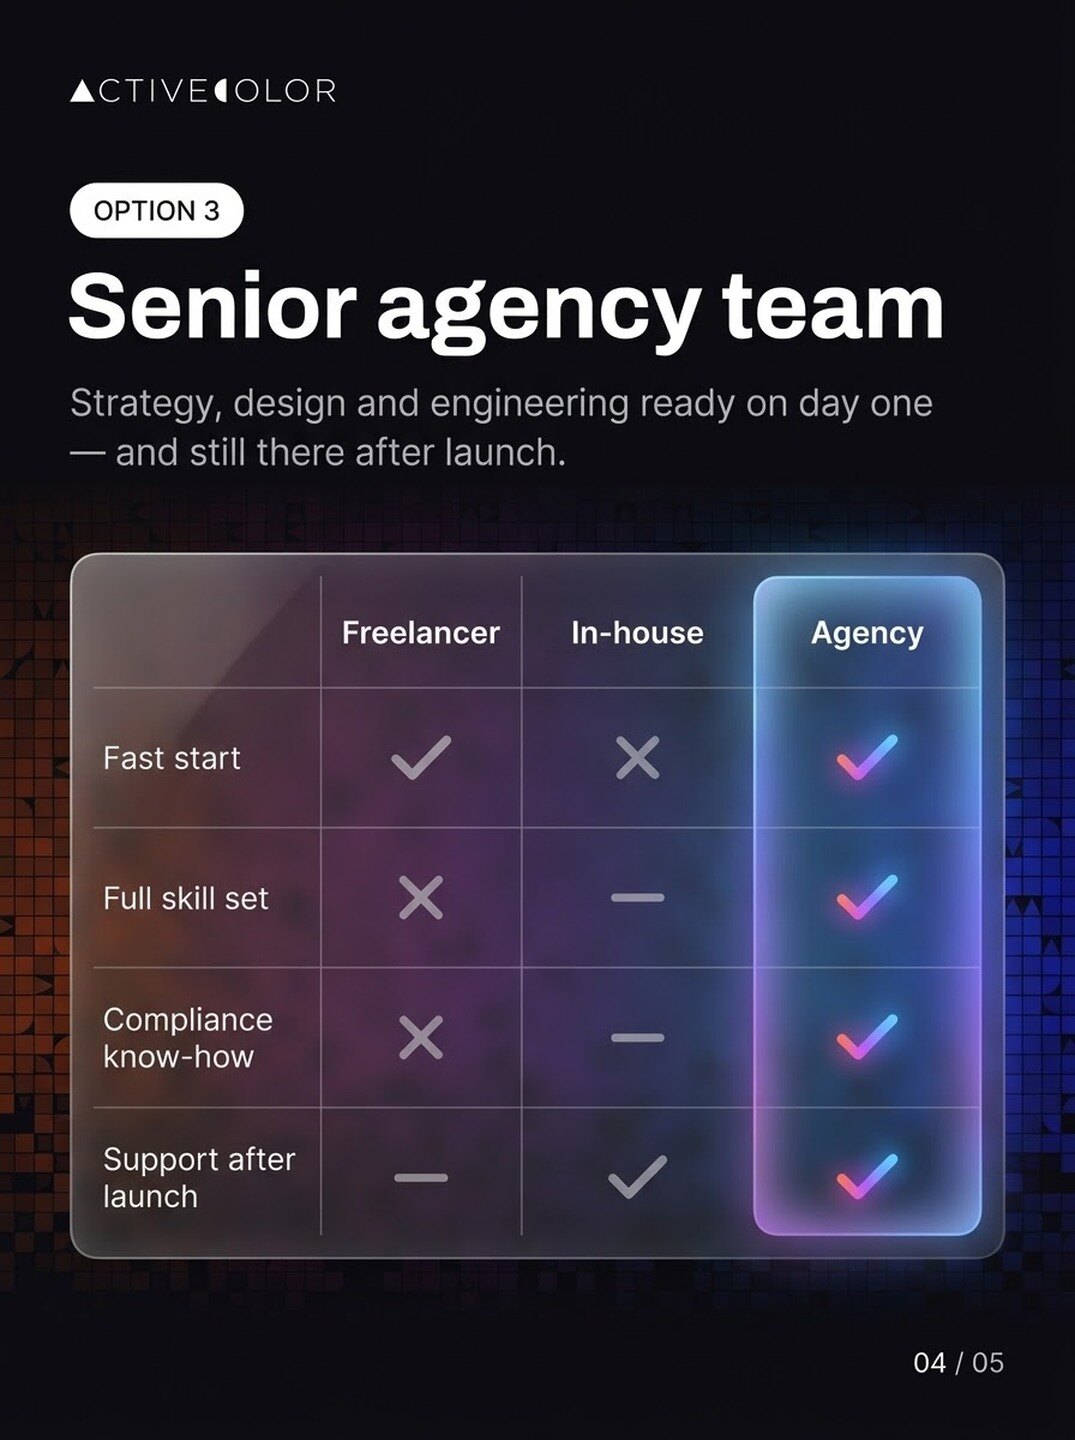 ACTIVECOLOR
OPTION 3
Senior agency team
Strategy, design and engineering ready on day one
— and still there after launch.
Freelancer In-house Agency
Fast start
Full skill set
Compliance
know-how
Support after
launch
04 / 05